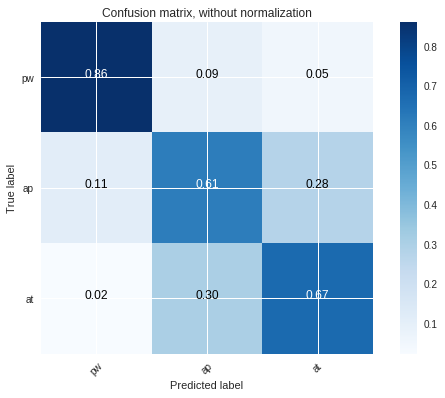 Confusion matrix, without normalization
pw 0.86 0.09 0.05
ap 0.11 0.61 0.28
at 0.02 0.30 0.67
pw ap at
True label
Predicted label
0.8
0.7
0.6
0.5
0.4
0.3
0.2
0.1